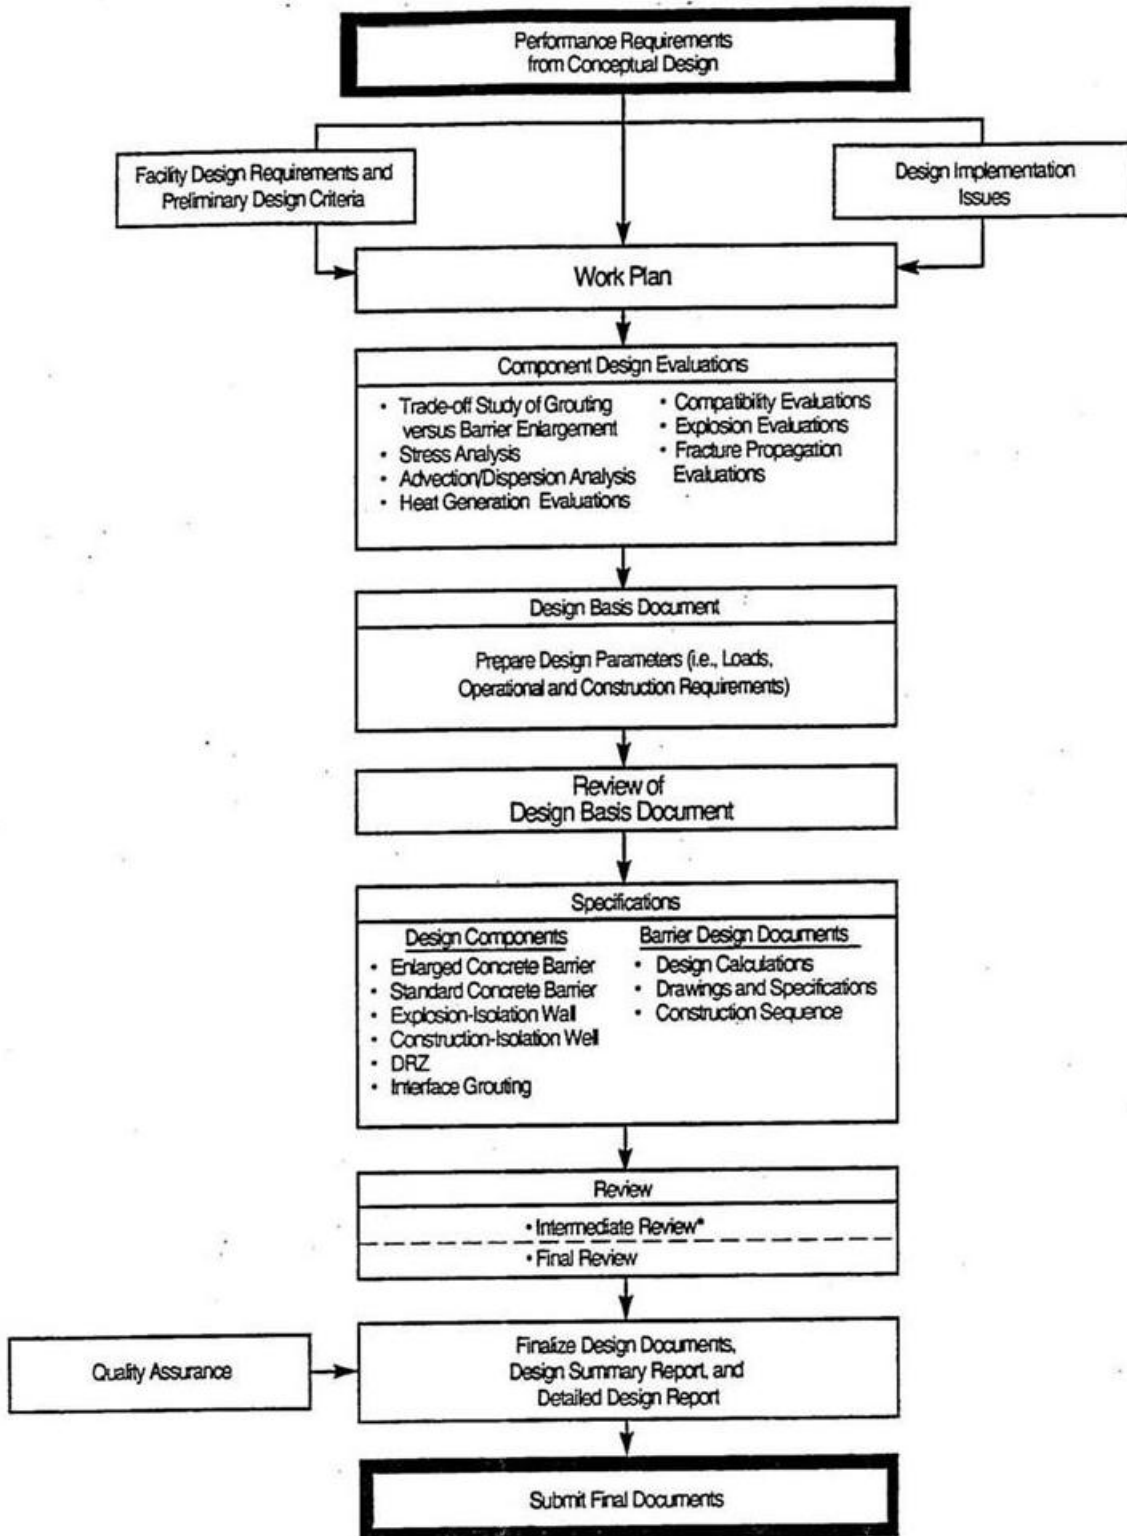 Performance Requirements
from Conceptual Design
Facility Design Requirements and
Preliminary Design Criteria
Design Implementation
Issues
Work Plan
Component Design Evaluations
• Trade-off Study of Grouting
versus Barrier Enlargement
• Stress Analysis
• Advection/Dispersion Analysis
• Heat Generation Evaluations
• Compatibility Evaluations
• Explosion Evaluations
• Fracture Propagation
Evaluations
Design Basis Document
Prepare Design Parameters (i.e., Loads,
Operational and Construction Requirements)
Review of
Design Basis Document
Specifications
Design Components
• Enlarged Concrete Barrier
• Standard Concrete Barrier
• Explosion-Isolation Wall
• Construction-Isolation Well
• DRZ
• Interface Grouting
Barrier Design Documents
• Design Calculations
• Drawings and Specifications
• Construction Sequence
Review
• Intermediate Review*
• Final Review
Quality Assurance
Finalize Design Documents,
Design Summary Report, and
Detailed Design Report
Submit Final Documents